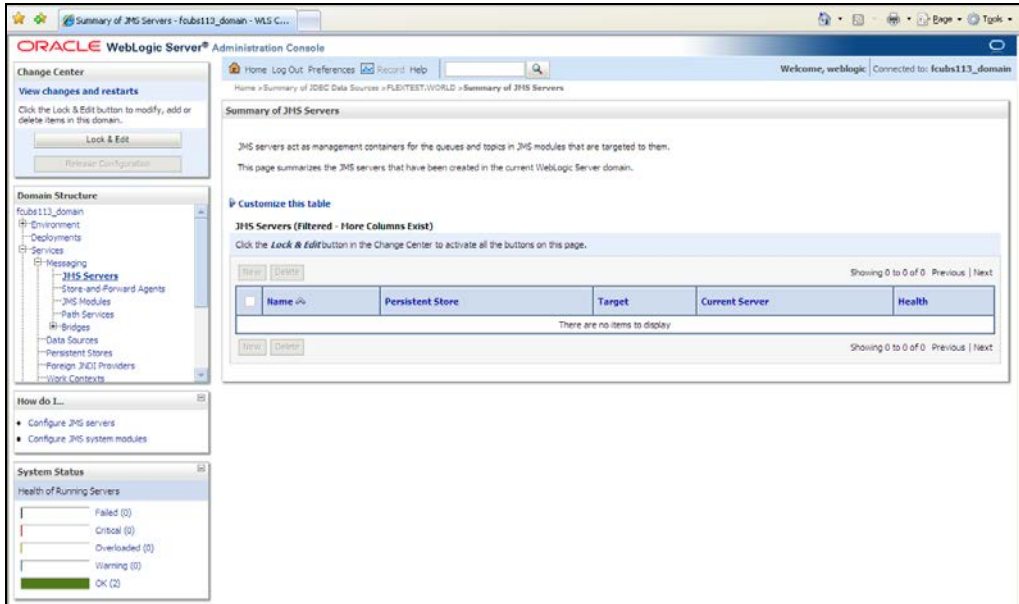 Summary of JMS Servers - fcubs113_domain - WLS C...
Page
Tools
ORACLE WebLogic Server® Administration Console
Change Center
View changes and restarts
Click the Lock & Edit button to modify, add or
delete items in this domain.
Lock & Edit
Release Configuration
Domain Structure
fcubs113_domain
Environment
Deployments
Services
Messaging
JMS Servers
Store-and-Forward Agents
JMS Modules
Path Services
Bridges
Data Sources
Persistent Stores
Foreign JNDI Providers
Work Contexts
How do I...
Configure JMS servers
Configure JMS system modules
System Status
Health of Running Servers
Failed (0)
Critical (0)
Overloaded (0)
Warning (0)
OK (2)
Home Log Out Preferences Record Help
Welcome, weblogic Connected to: fcubs113_domain
Home >Summary of JDBC Data Sources >FLEXTEST.WORLD >Summary of JMS Servers
Summary of JMS Servers
JMS servers act as management containers for the queues and topics in JMS modules that are targeted to them.
This page summarizes the JMS servers that have been created in the current WebLogic Server domain.
Customize this table
JMS Servers (Filtered - More Columns Exist)
Click the Lock & Edit button in the Change Center to activate all the buttons on this page.
New Delete Showing 0 to 0 of 0 Previous | Next
Name Persistent Store Target Current Server Health
There are no items to display
New Delete Showing 0 to 0 of 0 Previous | Next